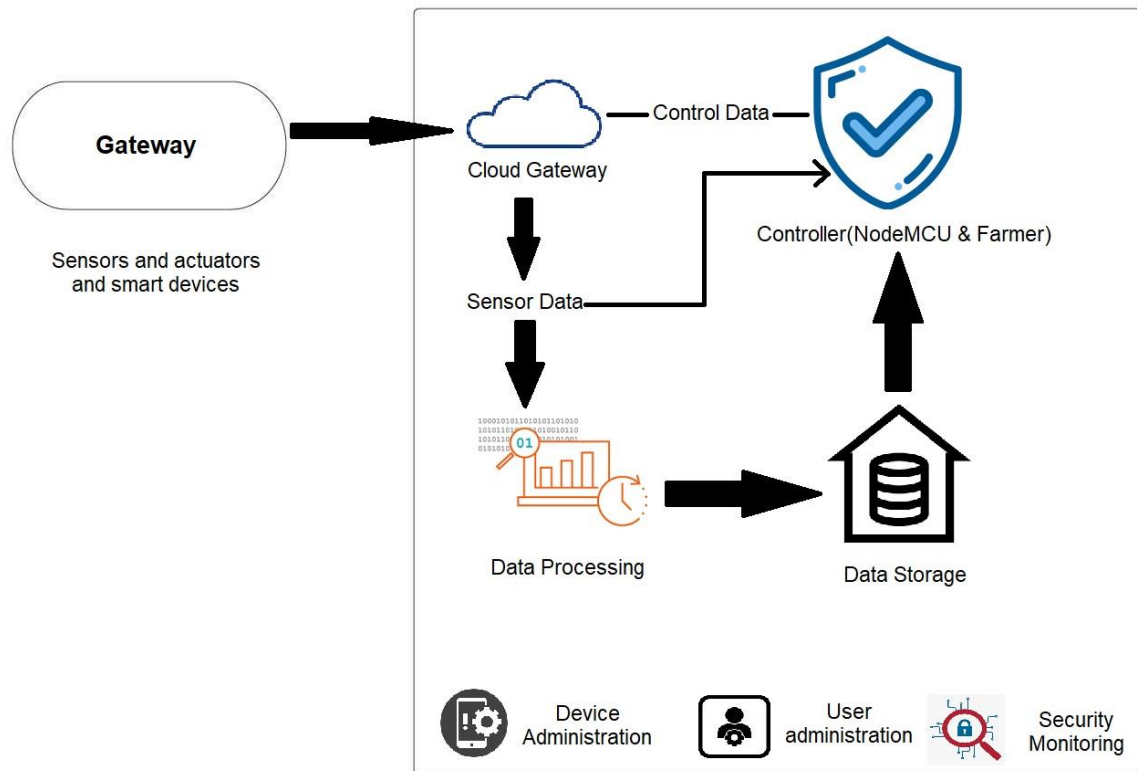 Gateway
Sensors and actuators
and smart devices
Cloud Gateway
Control Data
Controller(NodeMCU & Farmer)
Sensor Data
01
Data Processing
Data Storage
Device
Administration
User
administration
Security
Monitoring